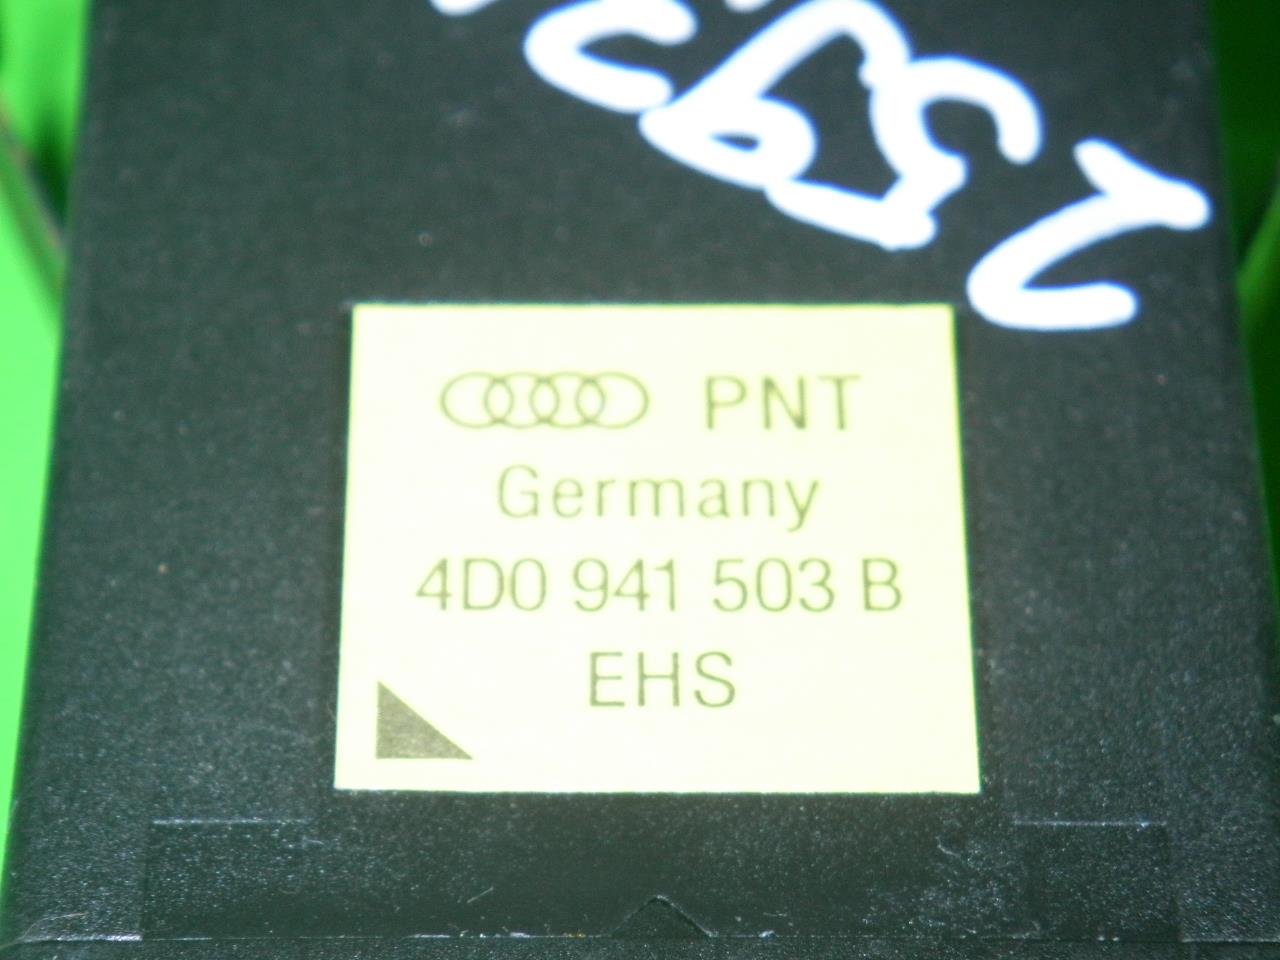 PNT
Germany
4D0 941 503 B
EHS